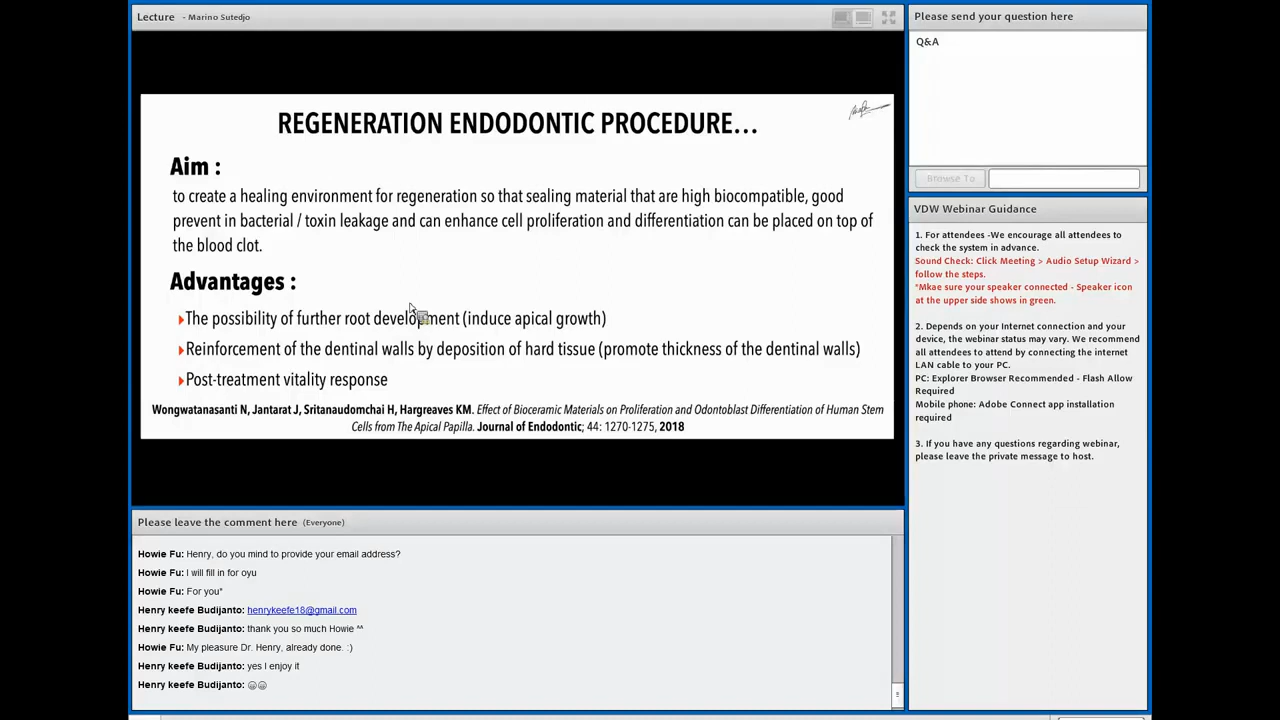 Lecture - Marino Sutedjo
REGENERATION ENDODONTIC PROCEDURE…
Aim :
to create a healing environment for regeneration so that sealing material that are high biocompatible, good
prevent in bacterial / toxin leakage and can enhance cell proliferation and differentiation can be placed on top of
the blood clot.
Advantages :
The possibility of further root development (induce apical growth)
Reinforcement of the dentinal walls by deposition of hard tissue (promote thickness of the dentinal walls)
Post-treatment vitality response
Wongwatanasanti N, Jantarat J, Sritanaudomchai H, Hargreaves KM. Effect of Bioceramic Materials on Proliferation and Odontoblast Differentiation of Human Stem
Cells from The Apical Papilla. Journal of Endodontic; 44: 1270-1275, 2018
Please leave the comment here (Everyone)
Howie Fu: Henry, do you mind to provide your email address?
Howie Fu: I will fill in for oyu
Howie Fu: For you*
Henry keefe Budijanto: henrykeefe18@gmail.com
Henry keefe Budijanto: thank you so much Howie ^^
Howie Fu: My pleasure Dr. Henry, already done. :)
Henry keefe Budijanto: yes I enjoy it
Henry keefe Budijanto: 😄😄
Please send your question here
Q&A
Browse To
VDW Webinar Guidance
1. For attendees -We encourage all attendees to
check the system in advance.
Sound Check: Click Meeting > Audio Setup Wizard >
follow the steps.
*Mkae sure your speaker connected - Speaker icon
at the upper side shows in green.
2. Depends on your Internet connection and your
device, the webinar status may vary. We recommend
all attendees to attend by connecting the internet
LAN cable to your PC.
PC: Explorer Browser Recommended - Flash Allow
Required
Mobile phone: Adobe Connect app installation
required
3. If you have any questions regarding webinar,
please leave the private message to host.